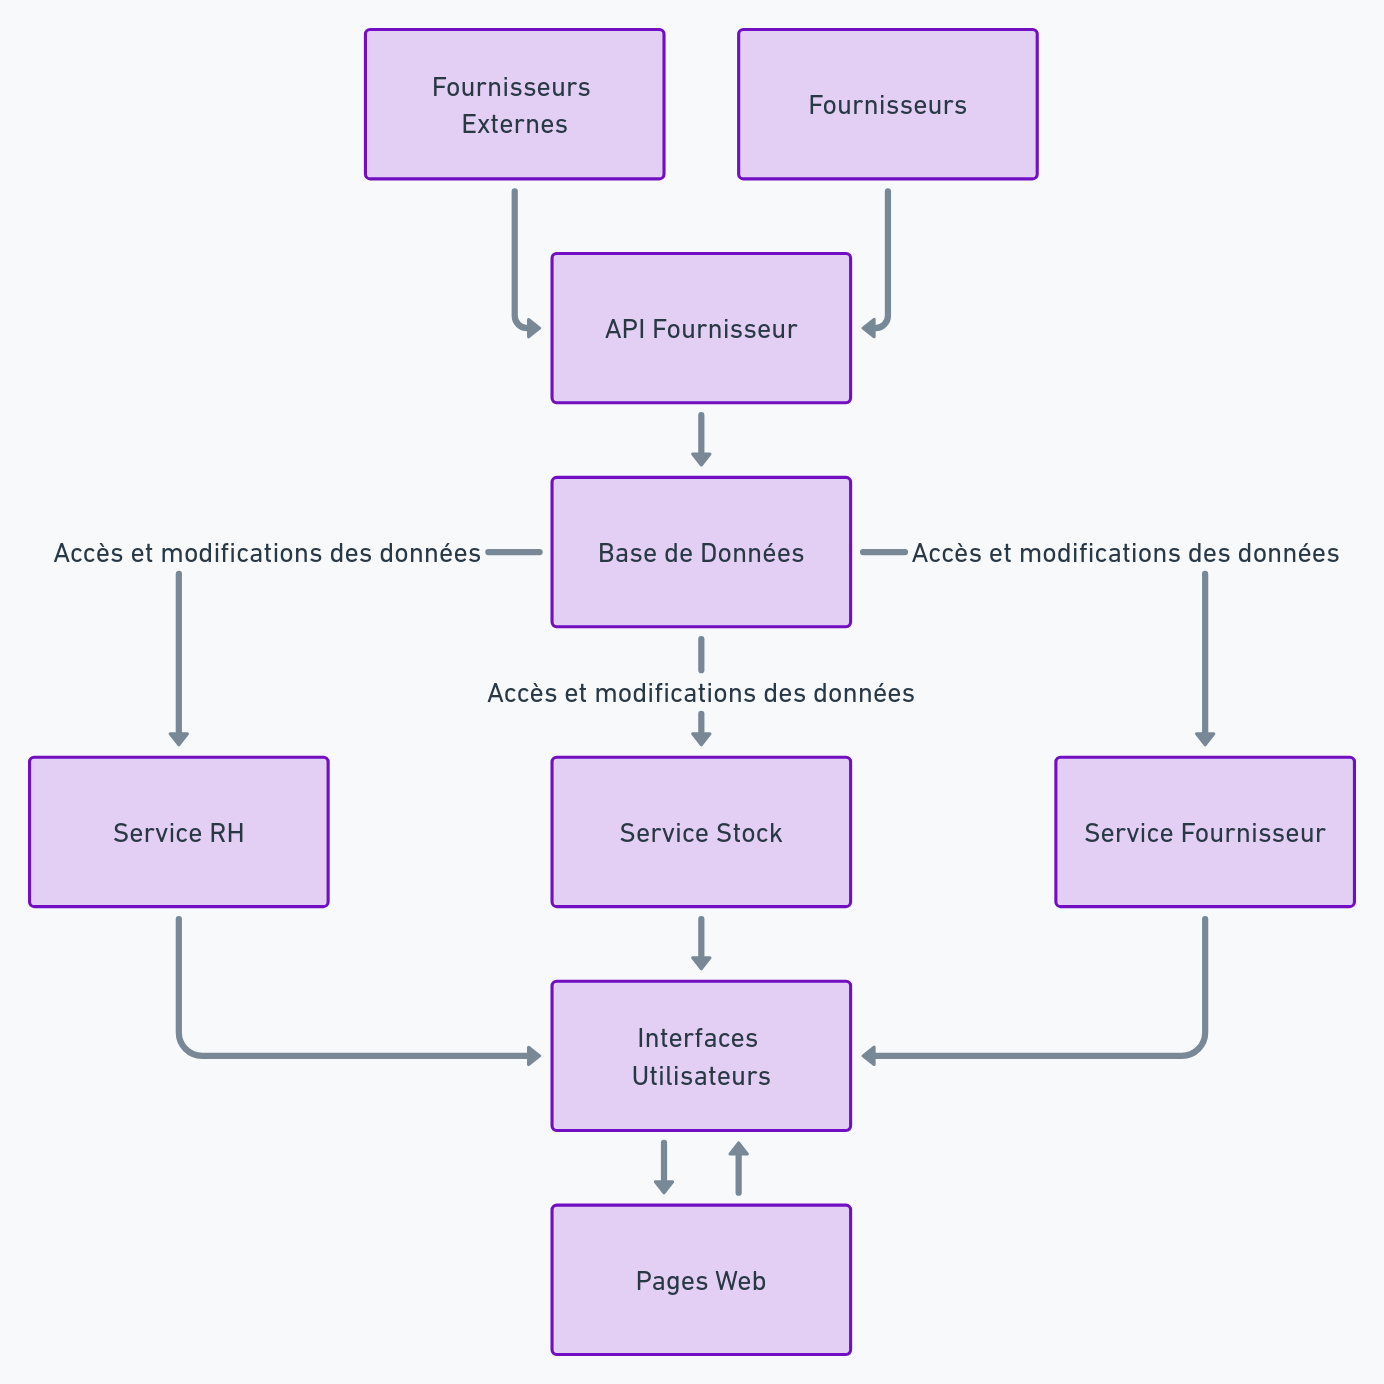 Fournisseurs
Externes
Fournisseurs
API Fournisseur
Accès et modifications des données
Base de Données
Accès et modifications des données
Accès et modifications des données
Service RH
Service Stock
Service Fournisseur
Interfaces
Utilisateurs
Pages Web